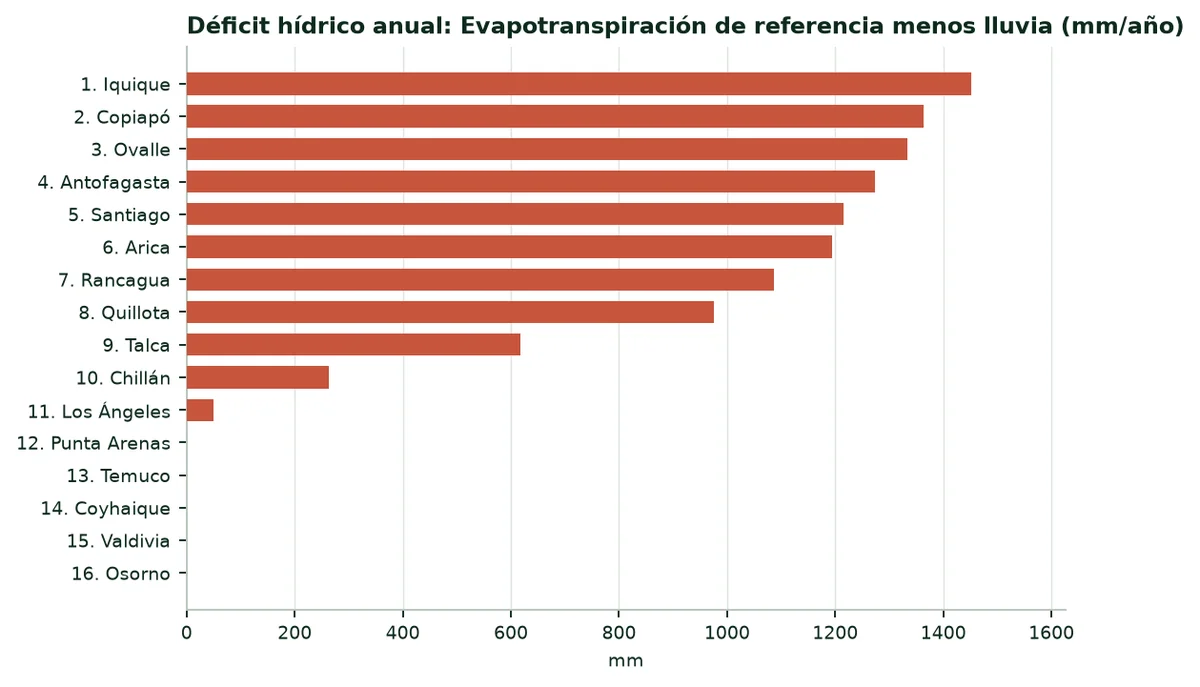 Déficit hídrico anual: Evapotranspiración de referencia menos lluvia (mm/año)
1. Iquique
2. Copiapó
3. Ovalle
4. Antofagasta
5. Santiago
6. Arica
7. Rancagua
8. Quillota
9. Talca
10. Chillán
11. Los Ángeles
12. Punta Arenas
13. Temuco
14. Coyhaique
15. Valdivia
16. Osorno
0 200 400 600 800 1000 1200 1400 1600
mm